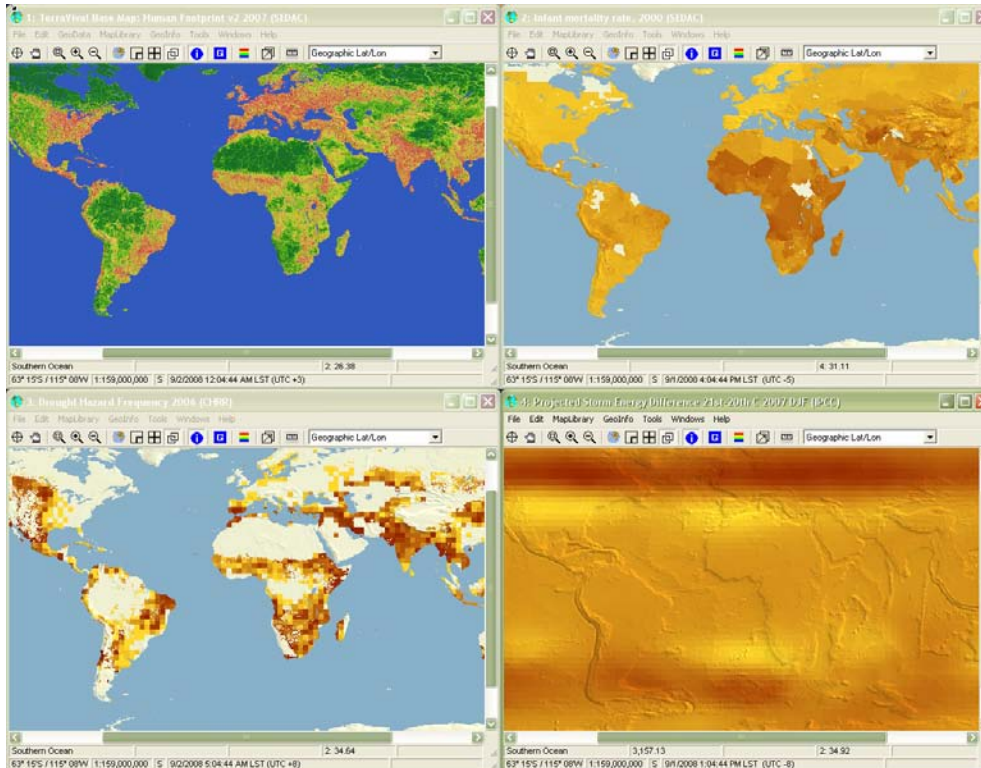 1: TerraViva! Base Map: Human Footprint v2 2007 (SEDAC)
File Edit GeoData MapLibrary GeoInfo Tools Windows Help
Geographic Lat/Lon
Southern Ocean 2: 26.38
63° 15'S / 115° 08'W 1:159,000,000 S 9/2/2008 12:04:44 AM LST (UTC +3)
2: Infant mortality rate, 2000 (SEDAC)
File Edit MapLibrary GeoInfo Tools Windows Help
Geographic Lat/Lon
Southern Ocean 4: 31.11
63° 15'S / 115° 08'W 1:159,000,000 S 9/1/2008 4:04:44 PM LST (UTC -5)
3: Drought Hazard Frequency 2006 (CHRR)
File Edit MapLibrary GeoInfo Tools Windows Help
Geographic Lat/Lon
Southern Ocean 2: 34.64
63° 15'S / 115° 08'W 1:159,000,000 S 9/2/2008 5:04:44 AM LST (UTC +8)
4: Projected Storm Energy Difference 21st-20th C 2007 DJF (IPCC)
File Edit MapLibrary GeoInfo Tools Windows Help
Geographic Lat/Lon
Southern Ocean 3,157.13 2: 34.92
63° 15'S / 115° 08'W 1:159,000,000 S 9/1/2008 1:04:44 PM LST (UTC -8)